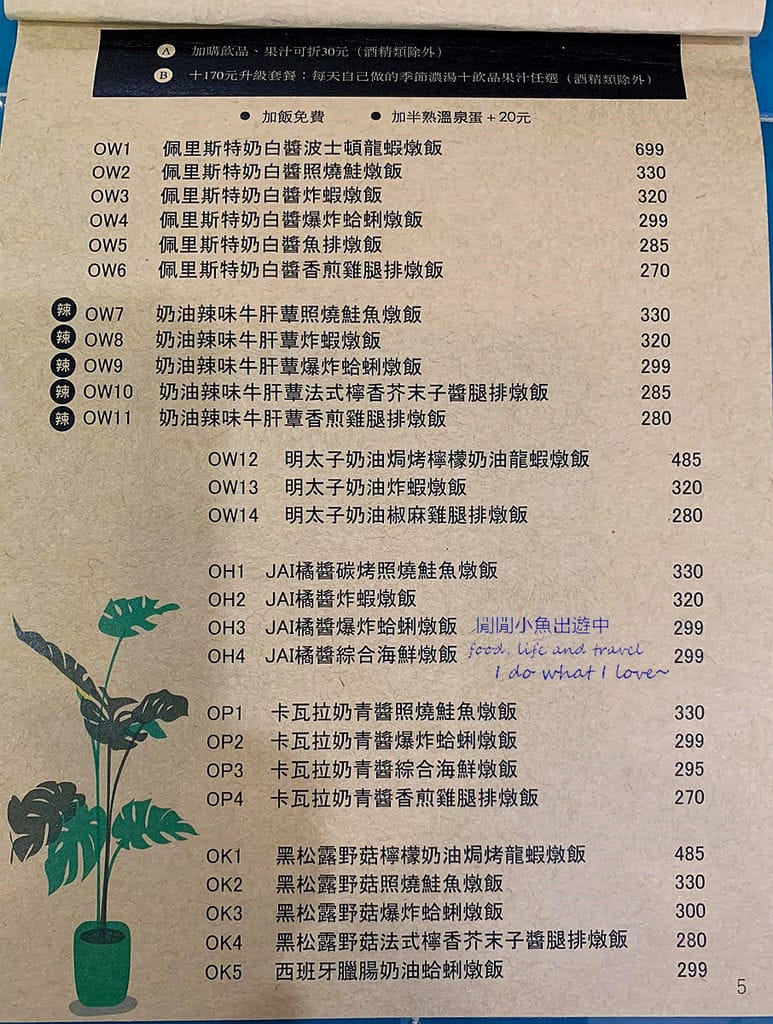 A 加購飲品、果汁可折30元（酒精類除外）
B 十170元升級套餐：每天自己做的季節濃湯十飲品果汁任選（酒精類除外）
● 加飯免費 ● 加半熟溫泉蛋+20元
OW1 佩里斯特奶白醬波士頓龍蝦燉飯 699
OW2 佩里斯特奶白醬照燒鮭燉飯 330
OW3 佩里斯特奶白醬炸蝦燉飯 320
OW4 佩里斯特奶白醬爆炸蛤蜊燉飯 299
OW5 佩里斯特奶白醬魚排燉飯 285
OW6 佩里斯特奶白醬香煎雞腿排燉飯 270
辣 OW7 奶油辣味牛肝蕈照燒鮭魚燉飯 330
辣 OW8 奶油辣味牛肝蕈炸蝦燉飯 320
辣 OW9 奶油辣味牛肝蕈爆炸蛤蜊燉飯 299
辣 OW10 奶油辣味牛肝蕈法式檸香芥末子醬腿排燉飯 285
辣 OW11 奶油辣味牛肝蕈香煎雞腿排燉飯 280
OW12 明太子奶油焗烤檸檬奶油龍蝦燉飯 485
OW13 明太子奶油炸蝦燉飯 320
OW14 明太子奶油椒麻雞腿排燉飯 280
OH1 JAI橘醬碳烤照燒鮭魚燉飯 330
OH2 JAI橘醬炸蝦燉飯 320
OH3 JAI橘醬爆炸蛤蜊燉飯 299
OH4 JAI橘醬綜合海鮮燉飯 299
閒閒小魚出遊中
food, life and travel
I do what I love~
OP1 卡瓦拉奶青醬照燒鮭魚燉飯 330
OP2 卡瓦拉奶青醬爆炸蛤蜊燉飯 299
OP3 卡瓦拉奶青醬綜合海鮮燉飯 295
OP4 卡瓦拉奶青醬香煎雞腿排燉飯 270
OK1 黑松露野菇檸檬奶油焗烤龍蝦燉飯 485
OK2 黑松露野菇照燒鮭魚燉飯 330
OK3 黑松露野菇爆炸蛤蜊燉飯 300
OK4 黑松露野菇法式檸香芥末子醬腿排燉飯 280
OK5 西班牙臘腸奶油蛤蜊燉飯 299
5